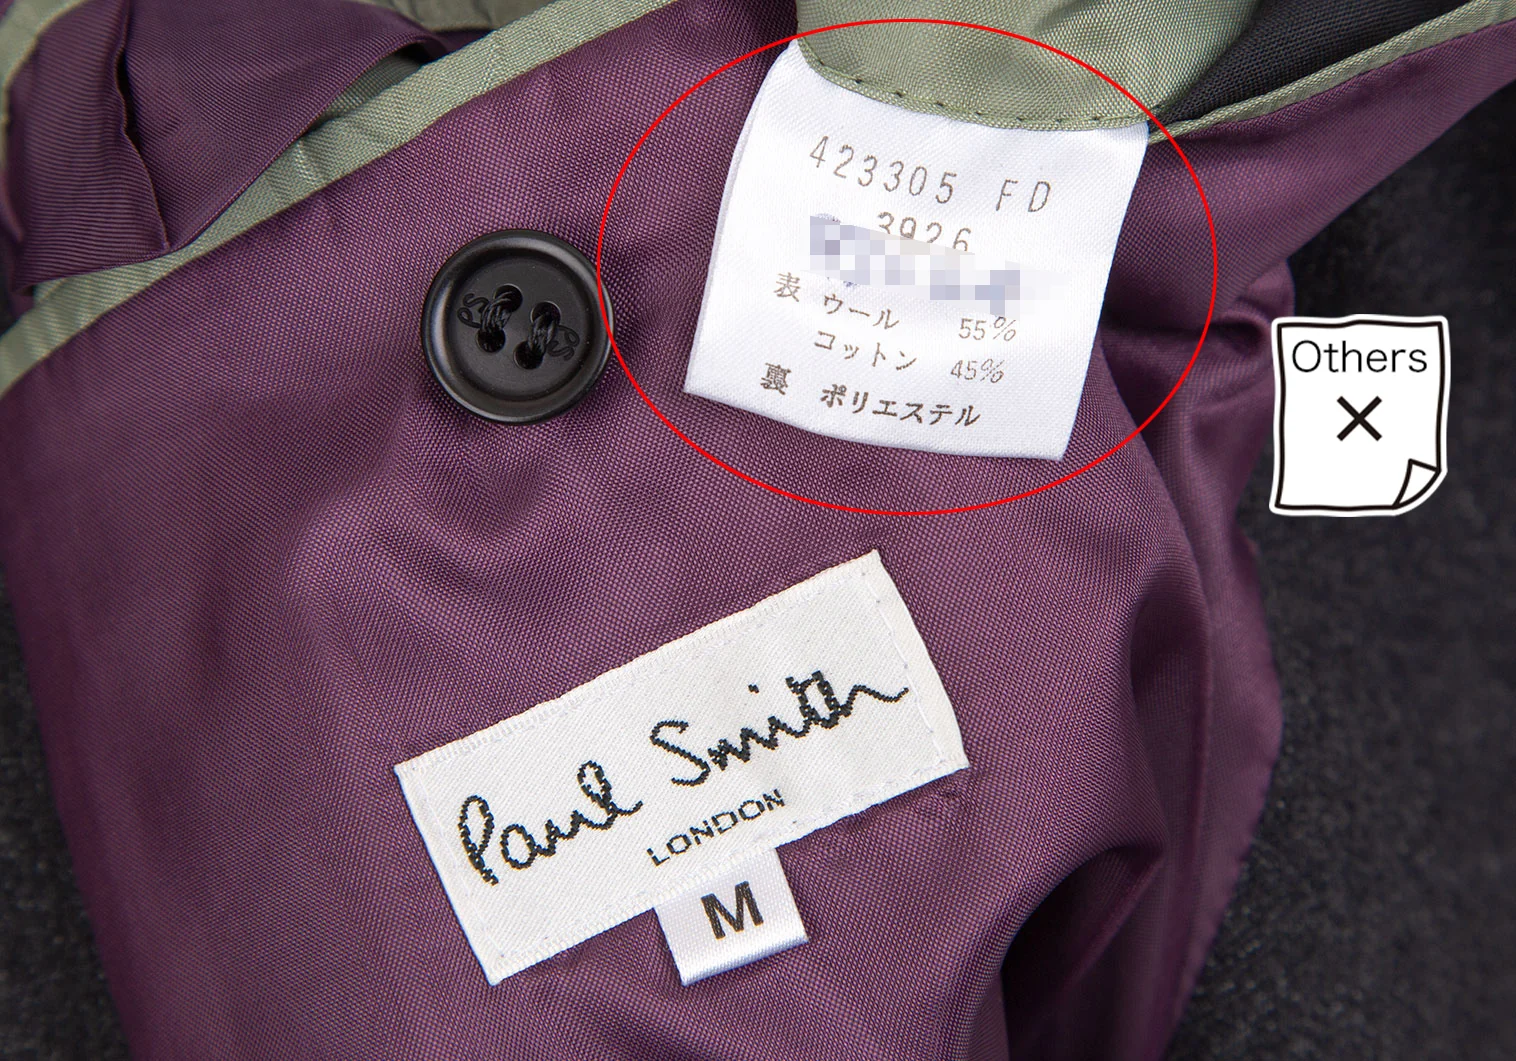 423305 FD
3926
表 ウール 55%
コットン 45%
裏 ポリエステル
Others
×
Paul Smith
LONDON
M